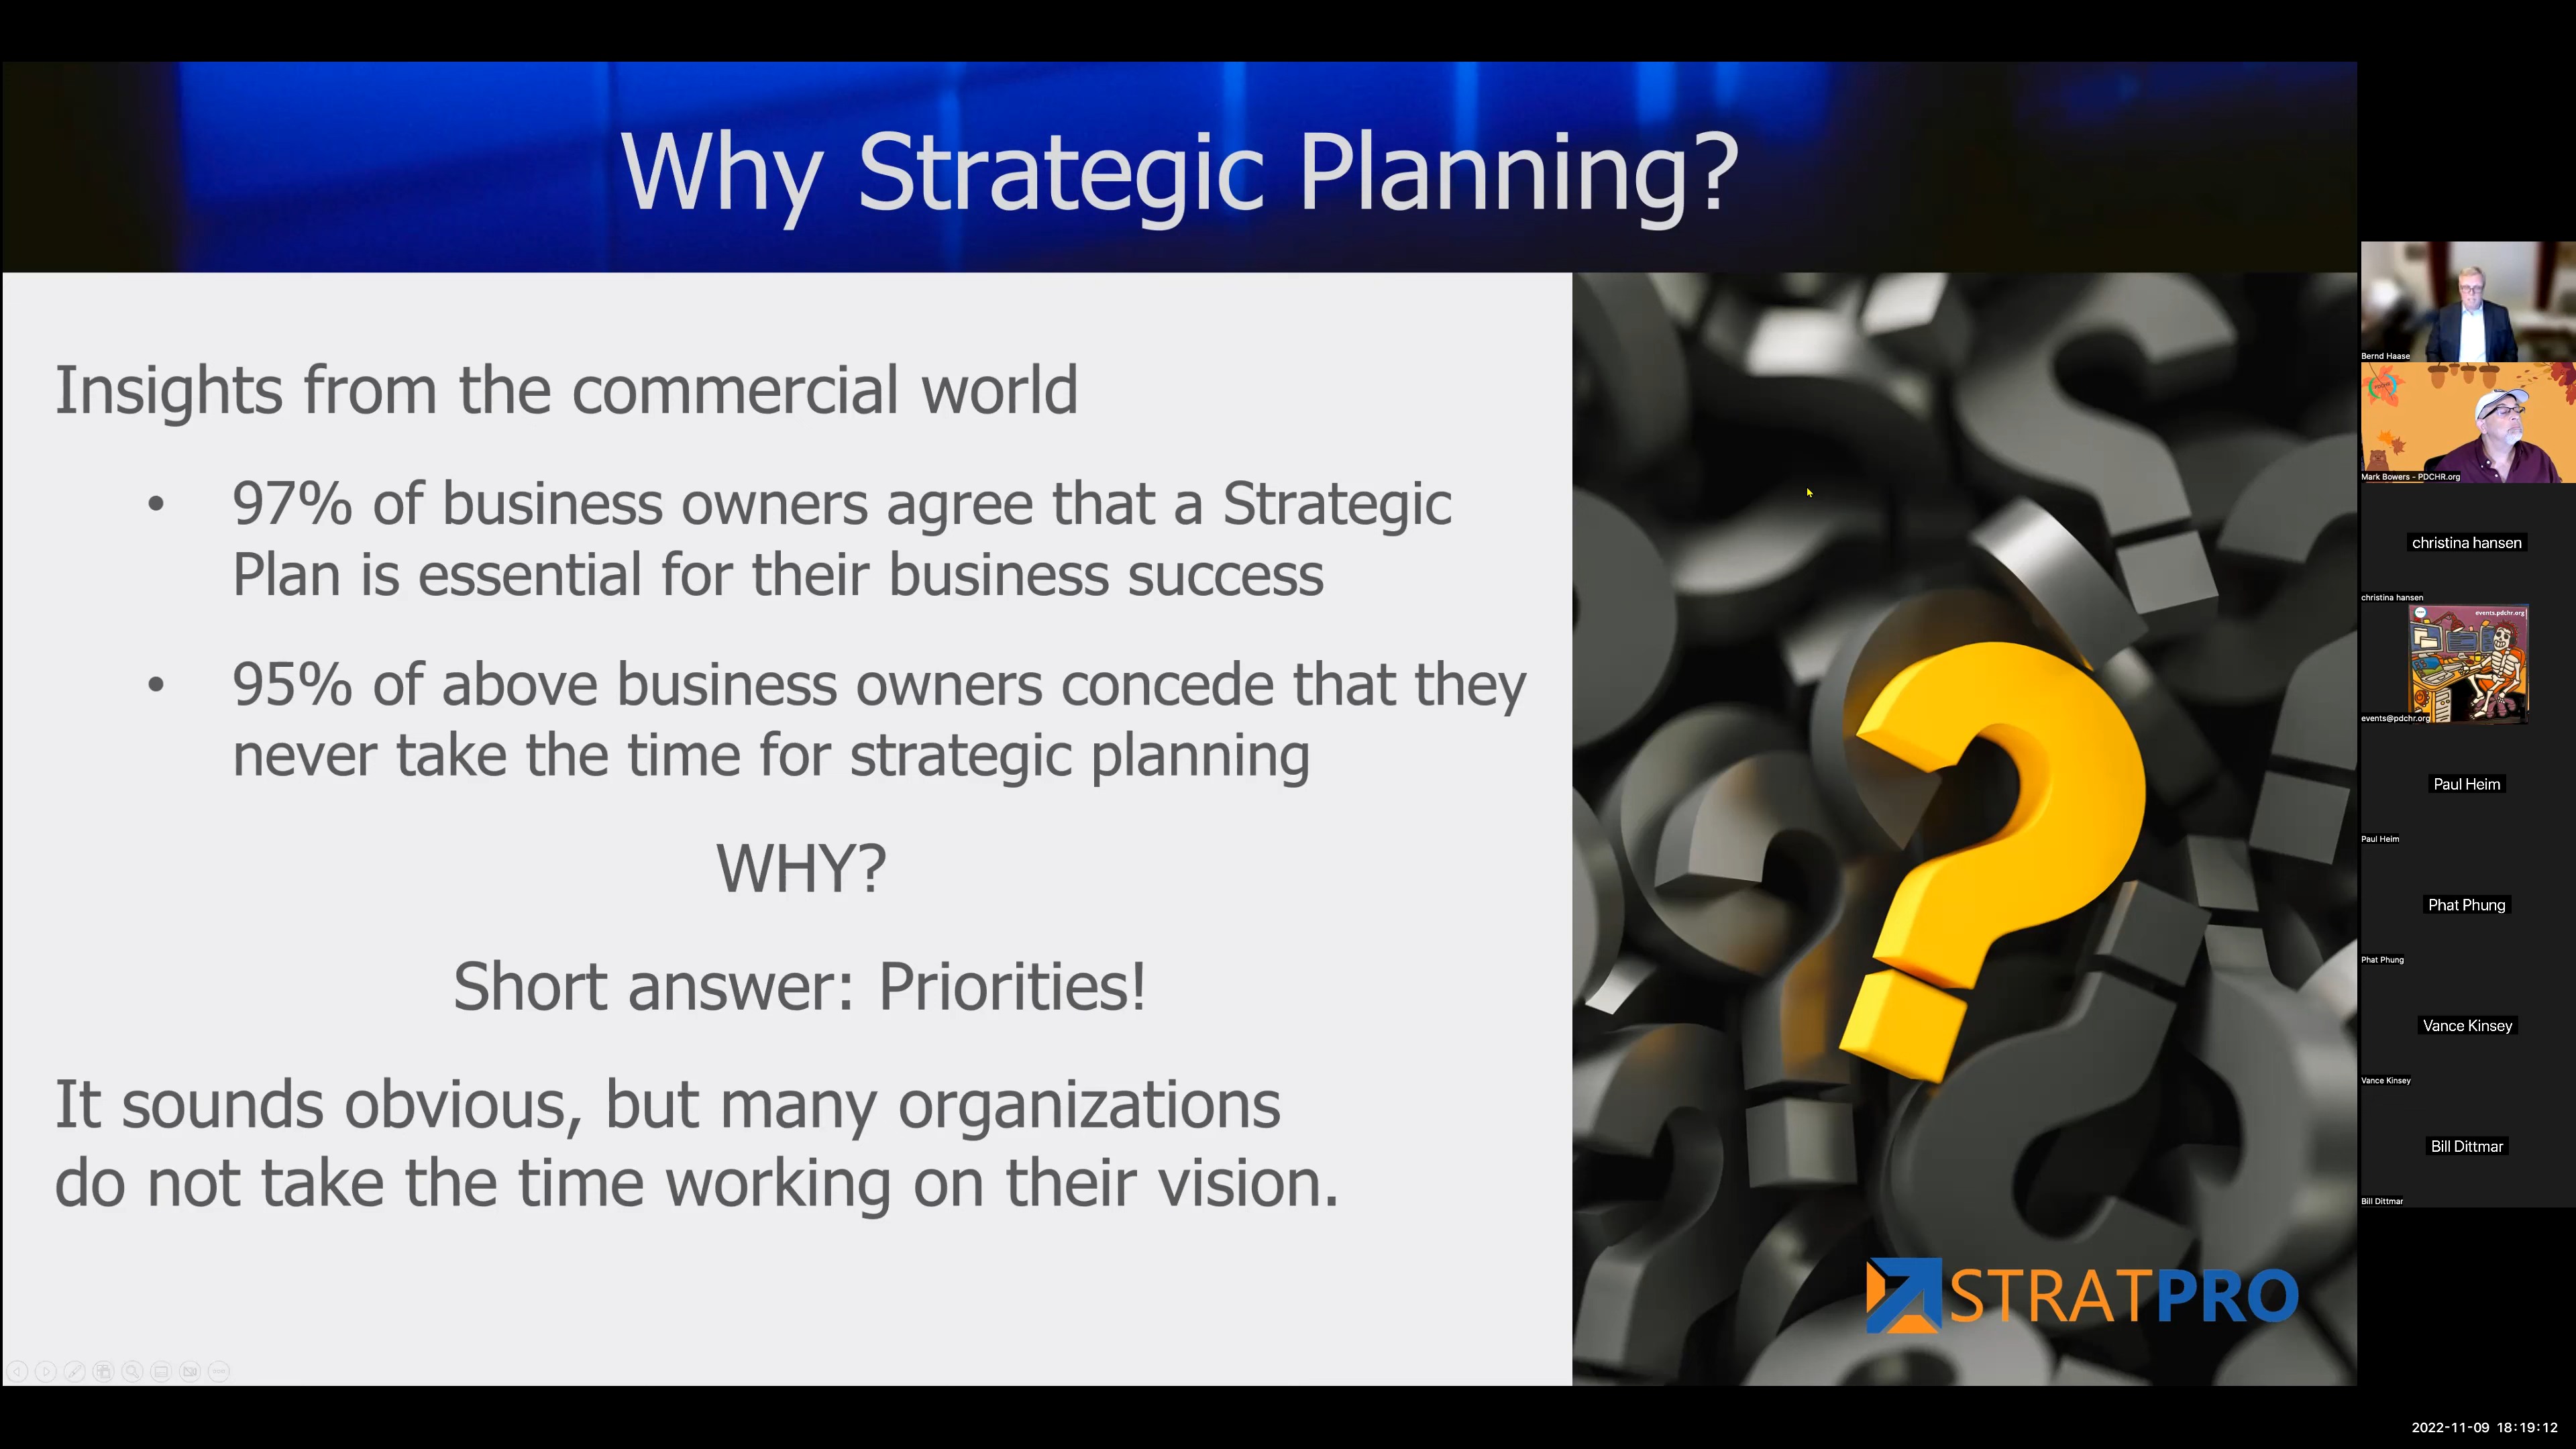 Why Strategic Planning?
Insights from the commercial world
• 97% of business owners agree that a Strategic
Plan is essential for their business success
• 95% of above business owners concede that they
never take the time for strategic planning
WHY?
Short answer: Priorities!
It sounds obvious, but many organizations
do not take the time working on their vision.
STRATPRO
Bernd Haase
Mark Bowers - PDCHR.org
christina hansen
christina hansen
events.pdchr.org
events@pdchr.org
Paul Heim
Paul Heim
Phat Phung
Phat Phung
Vance Kinsey
Vance Kinsey
Bill Dittmar
Bill Dittmar
2022-11-09 18:19:12